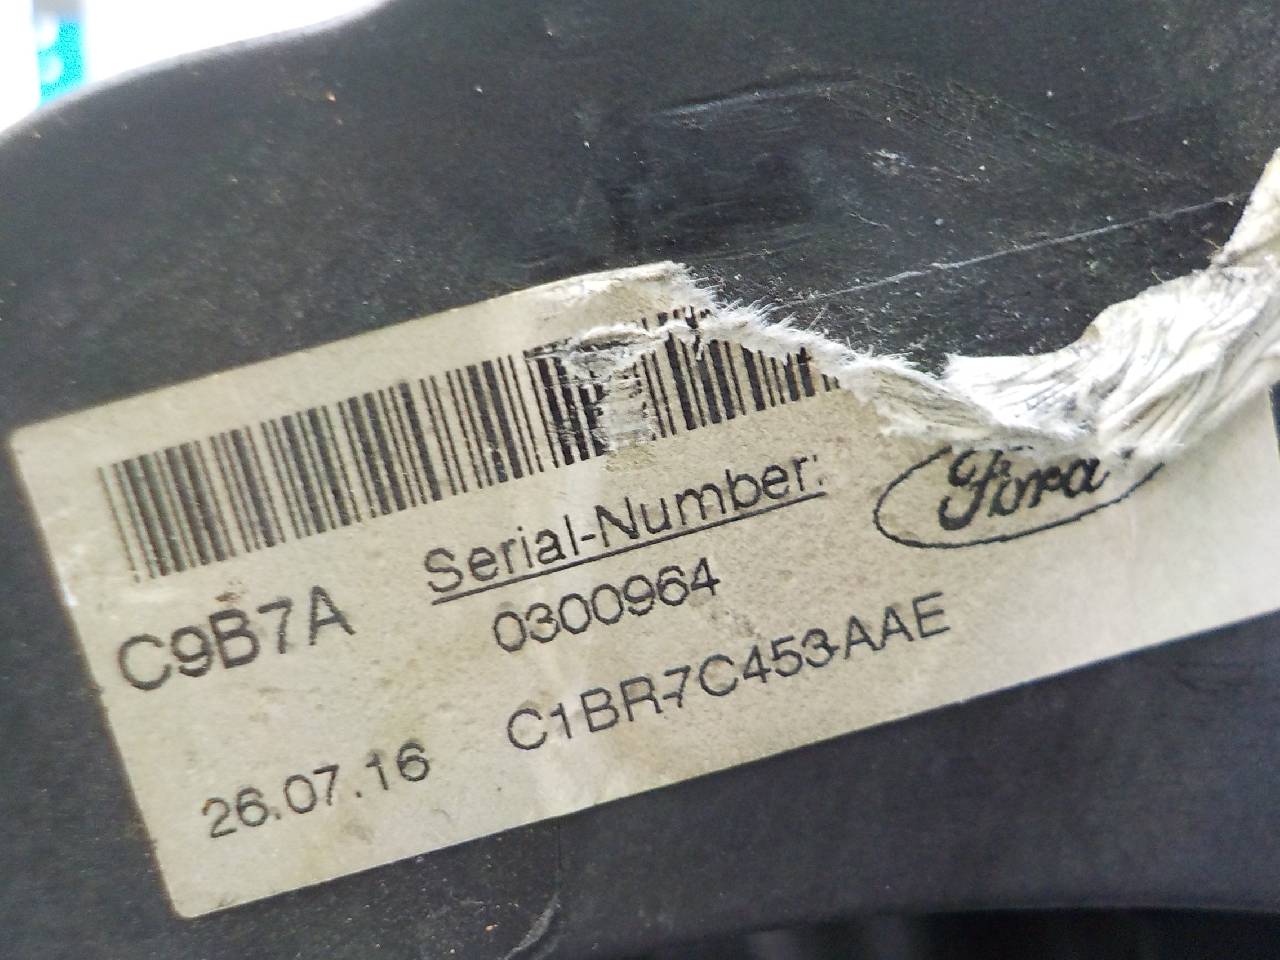 Serial-Number:
Ford
C9B7A
0300964
C1BR-7C453-AAE
26.07.16